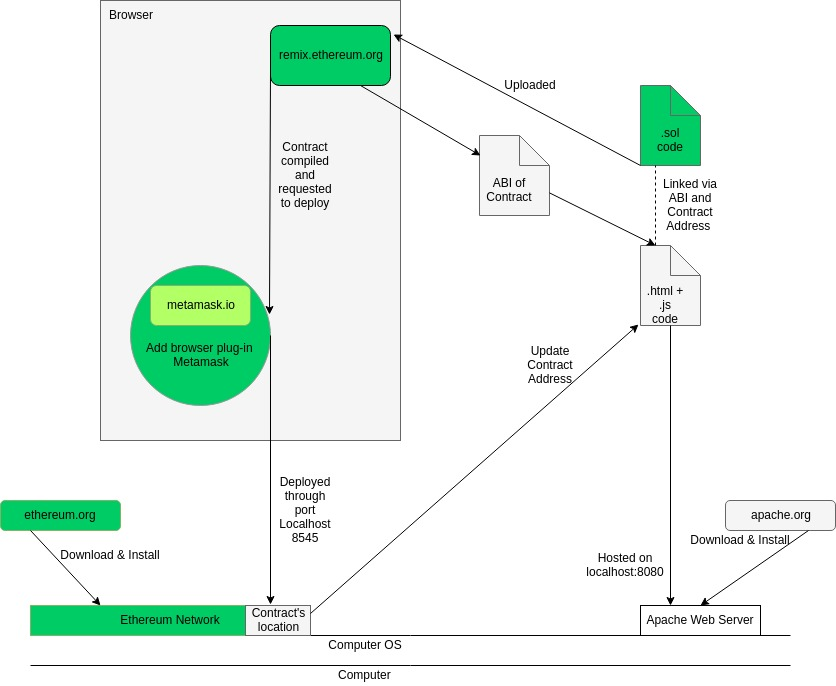 Browser
remix.ethereum.org
Uploaded
.sol
code
Contract
compiled
and
requested
to deploy
ABI of
Contract
Linked via
ABI and
Contract
Address
metamask.io
Add browser plug-in
Metamask
.html +
.js
code
Update
Contract
Address
Deployed
through
port
Localhost
8545
ethereum.org
Download & Install
apache.org
Download & Install
Hosted on
localhost:8080
Ethereum Network
Contract's
location
Apache Web Server
Computer OS
Computer